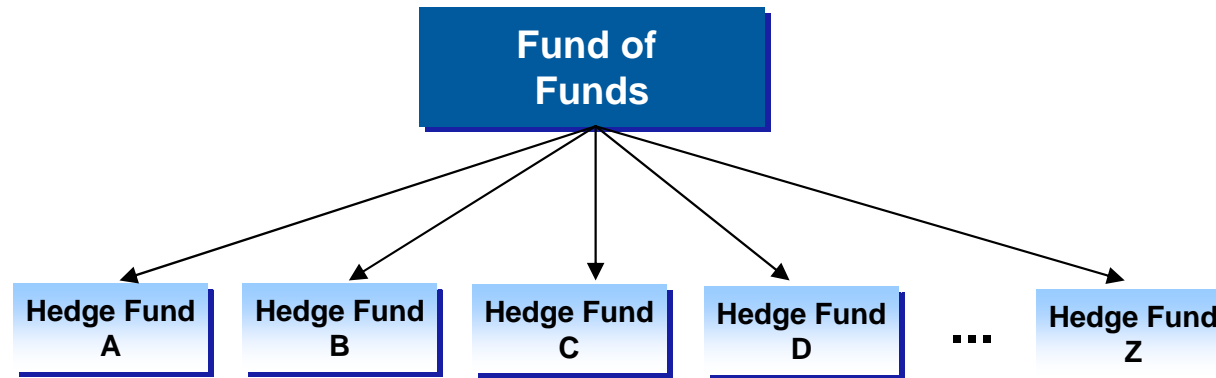 Fund of
Funds
Hedge Fund
A
Hedge Fund
B
Hedge Fund
C
Hedge Fund
D
...
Hedge Fund
Z